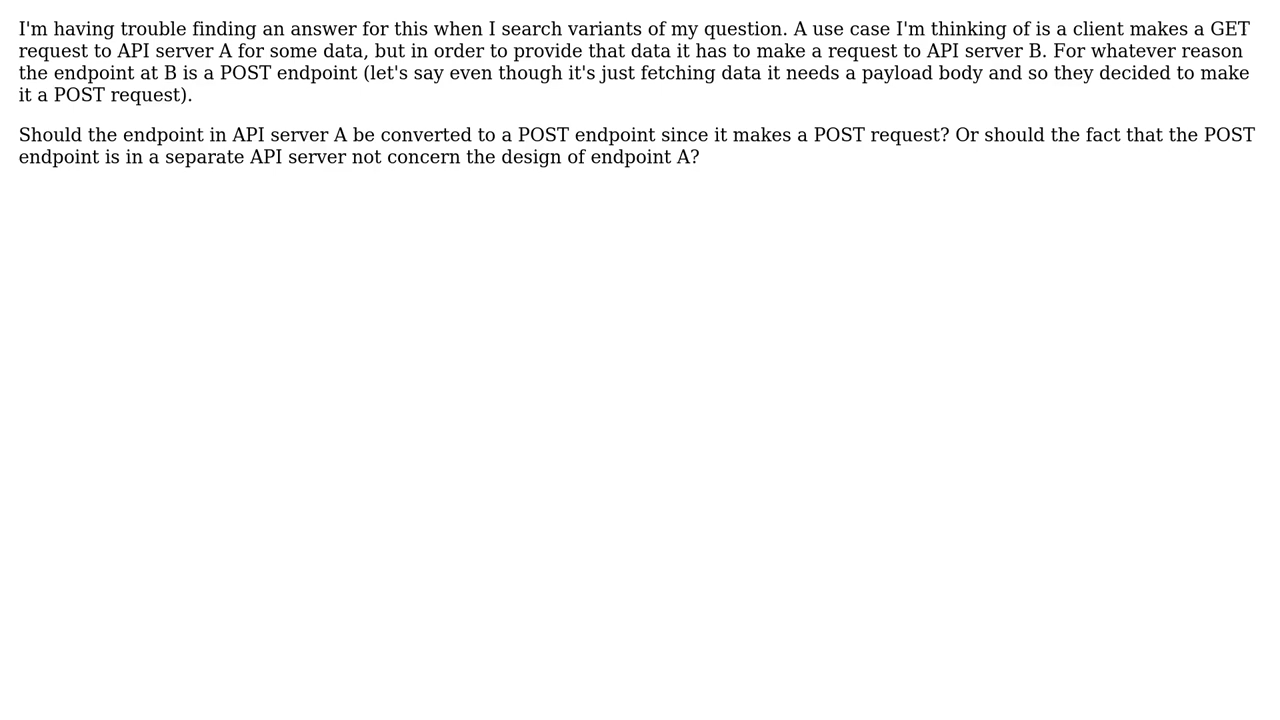 I'm having trouble finding an answer for this when I search variants of my question. A use case I'm thinking of is a client makes a GET
request to API server A for some data, but in order to provide that data it has to make a request to API server B. For whatever reason
the endpoint at B is a POST endpoint (let's say even though it's just fetching data it needs a payload body and so they decided to make
it a POST request).
Should the endpoint in API server A be converted to a POST endpoint since it makes a POST request? Or should the fact that the POST
endpoint is in a separate API server not concern the design of endpoint A?